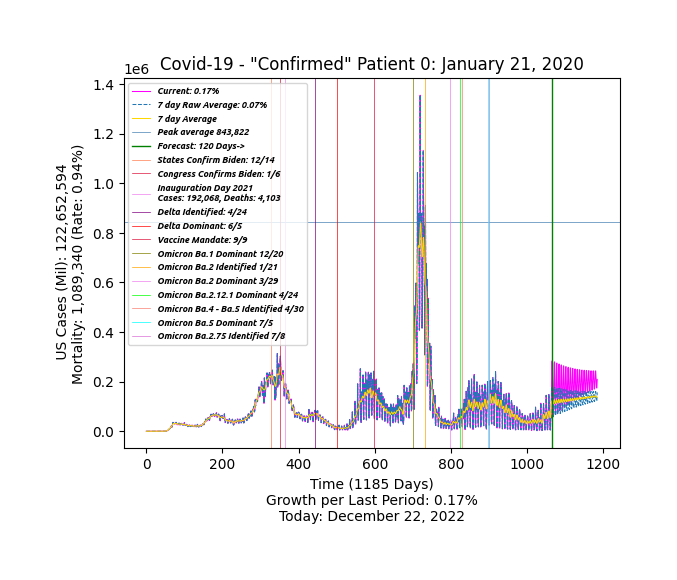 Covid-19 - "Confirmed" Patient 0: January 21, 2020
1e6
1.4
1.2
1.0
0.8
0.6
0.4
0.2
0.0
US Cases (Mil): 122,652,594
Mortality: 1,089,340 (Rate: 0.94%)
Current: 0.17%
7 day Raw Average: 0.07%
7 day Average
Peak average 843,822
Forecast: 120 Days->
States Confirm Biden: 12/14
Congress Confirms Biden: 1/6
Inauguration Day 2021
Cases: 192,068, Deaths: 4,103
Delta Identified: 4/24
Delta Dominant: 6/5
Vaccine Mandate: 9/9
Omicron Ba.1 Dominant 12/20
Omicron Ba.2 Identified 1/21
Omicron Ba.2 Dominant 3/29
Omicron Ba.2.12.1 Dominant 4/24
Omicron Ba.4 - Ba.5 Identified 4/30
Omicron Ba.5 Dominant 7/5
Omicron Ba.2.75 Identified 7/8
0 200 400 600 800 1000 1200
Time (1185 Days)
Growth per Last Period: 0.17%
Today: December 22, 2022